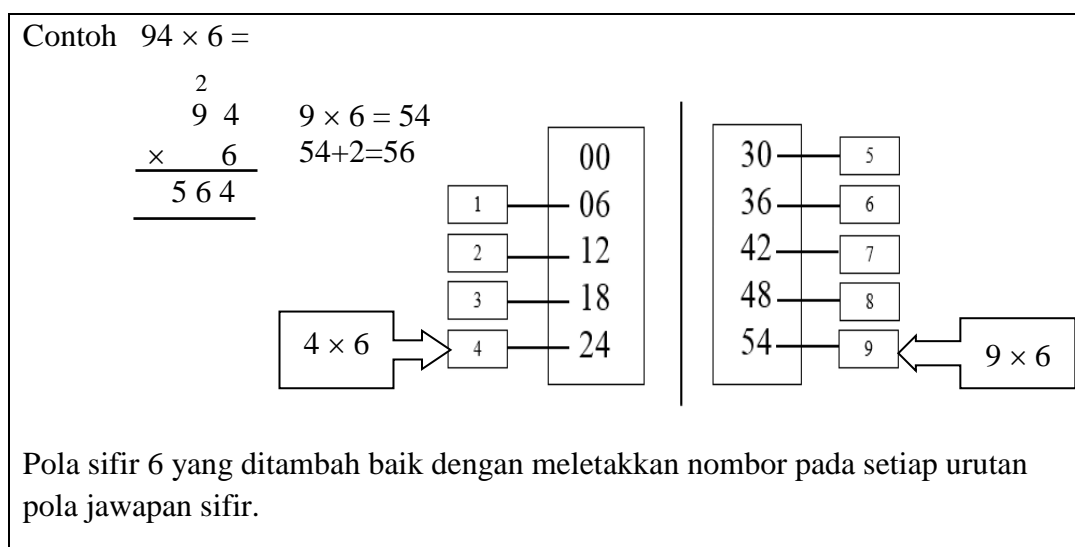 Contoh 94 × 6 =
2
9 4
× 6
5 6 4
9 × 6 = 54
54+2=56
00
1 06
2 12
3 18
4 × 6 4 24
30 5
36 6
42 7
48 8
54 9 9 × 6
Pola sifir 6 yang ditambah baik dengan meletakkan nombor pada setiap urutan
pola jawapan sifir.